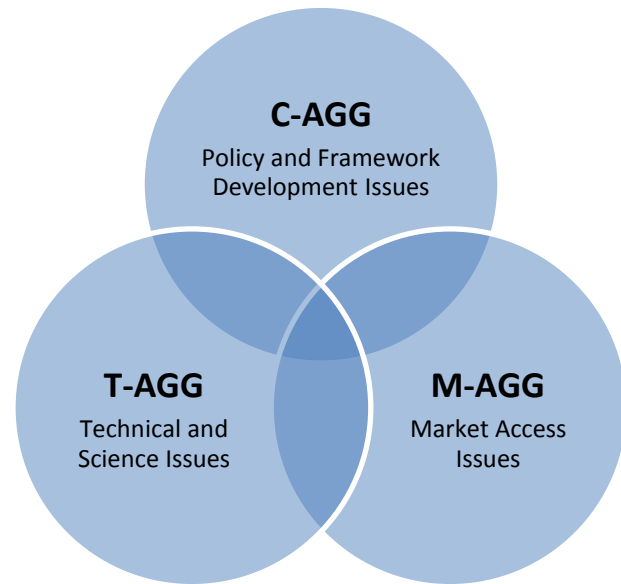 C-AGG
Policy and Framework
Development Issues
T-AGG
Technical and
Science Issues
M-AGG
Market Access
Issues